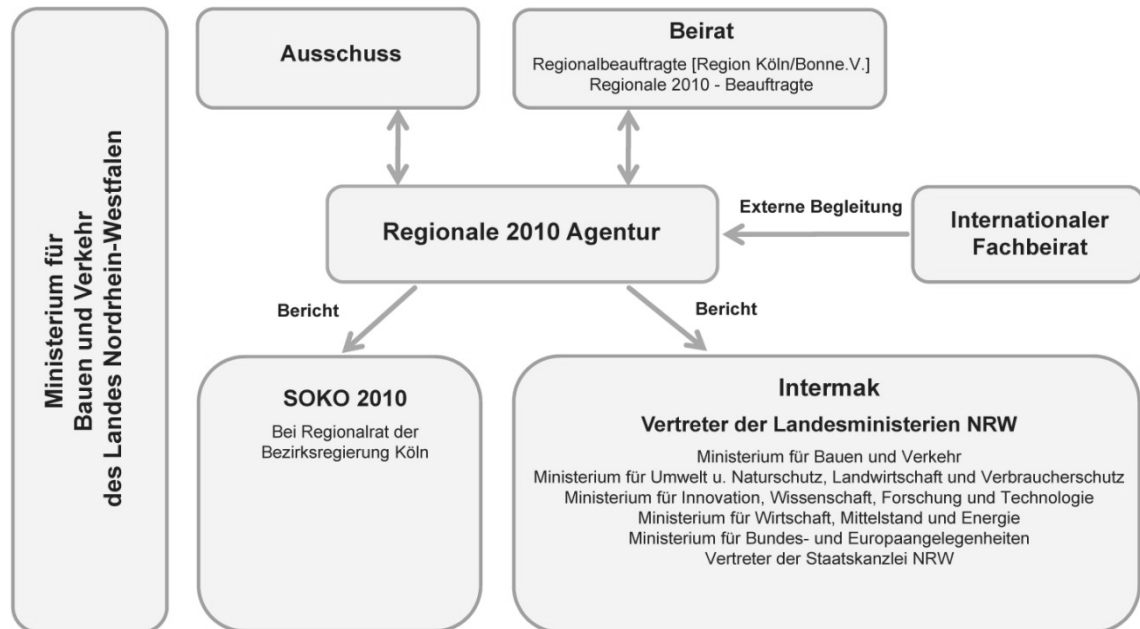 Ministerium für
Bauen und Verkehr
des Landes Nordrhein-Westfalen
Ausschuss
Beirat
Regionalbeauftragte [Region Köln/Bonne.V.]
Regionale 2010 - Beauftragte
Regionale 2010 Agentur
Externe Begleitung
Internationaler
Fachbeirat
Bericht
Bericht
SOKO 2010
Bei Regionalrat der
Bezirksregierung Köln
Intermak
Vertreter der Landesministerien NRW
Ministerium für Bauen und Verkehr
Ministerium für Umwelt u. Naturschutz, Landwirtschaft und Verbraucherschutz
Ministerium für Innovation, Wissenschaft, Forschung und Technologie
Ministerium für Wirtschaft, Mittelstand und Energie
Ministerium für Bundes- und Europaangelegenheiten
Vertreter der Staatskanzlei NRW